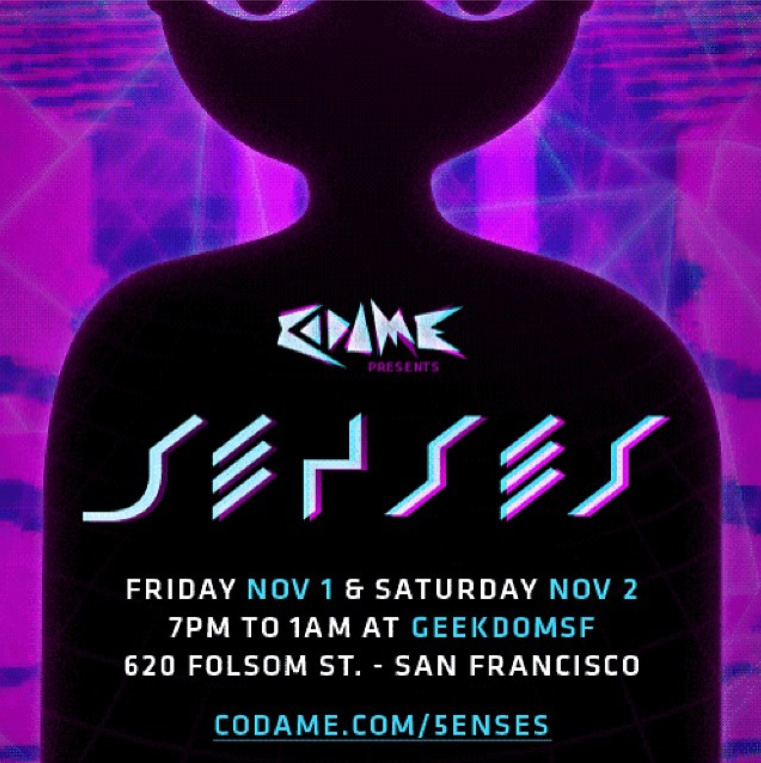 CODAME
PRESENTS
SENSES
FRIDAY NOV 1 & SATURDAY NOV 2
7PM TO 1AM AT GEEKDOMSF
620 FOLSOM ST. - SAN FRANCISCO
CODAME.COM/5ENSES